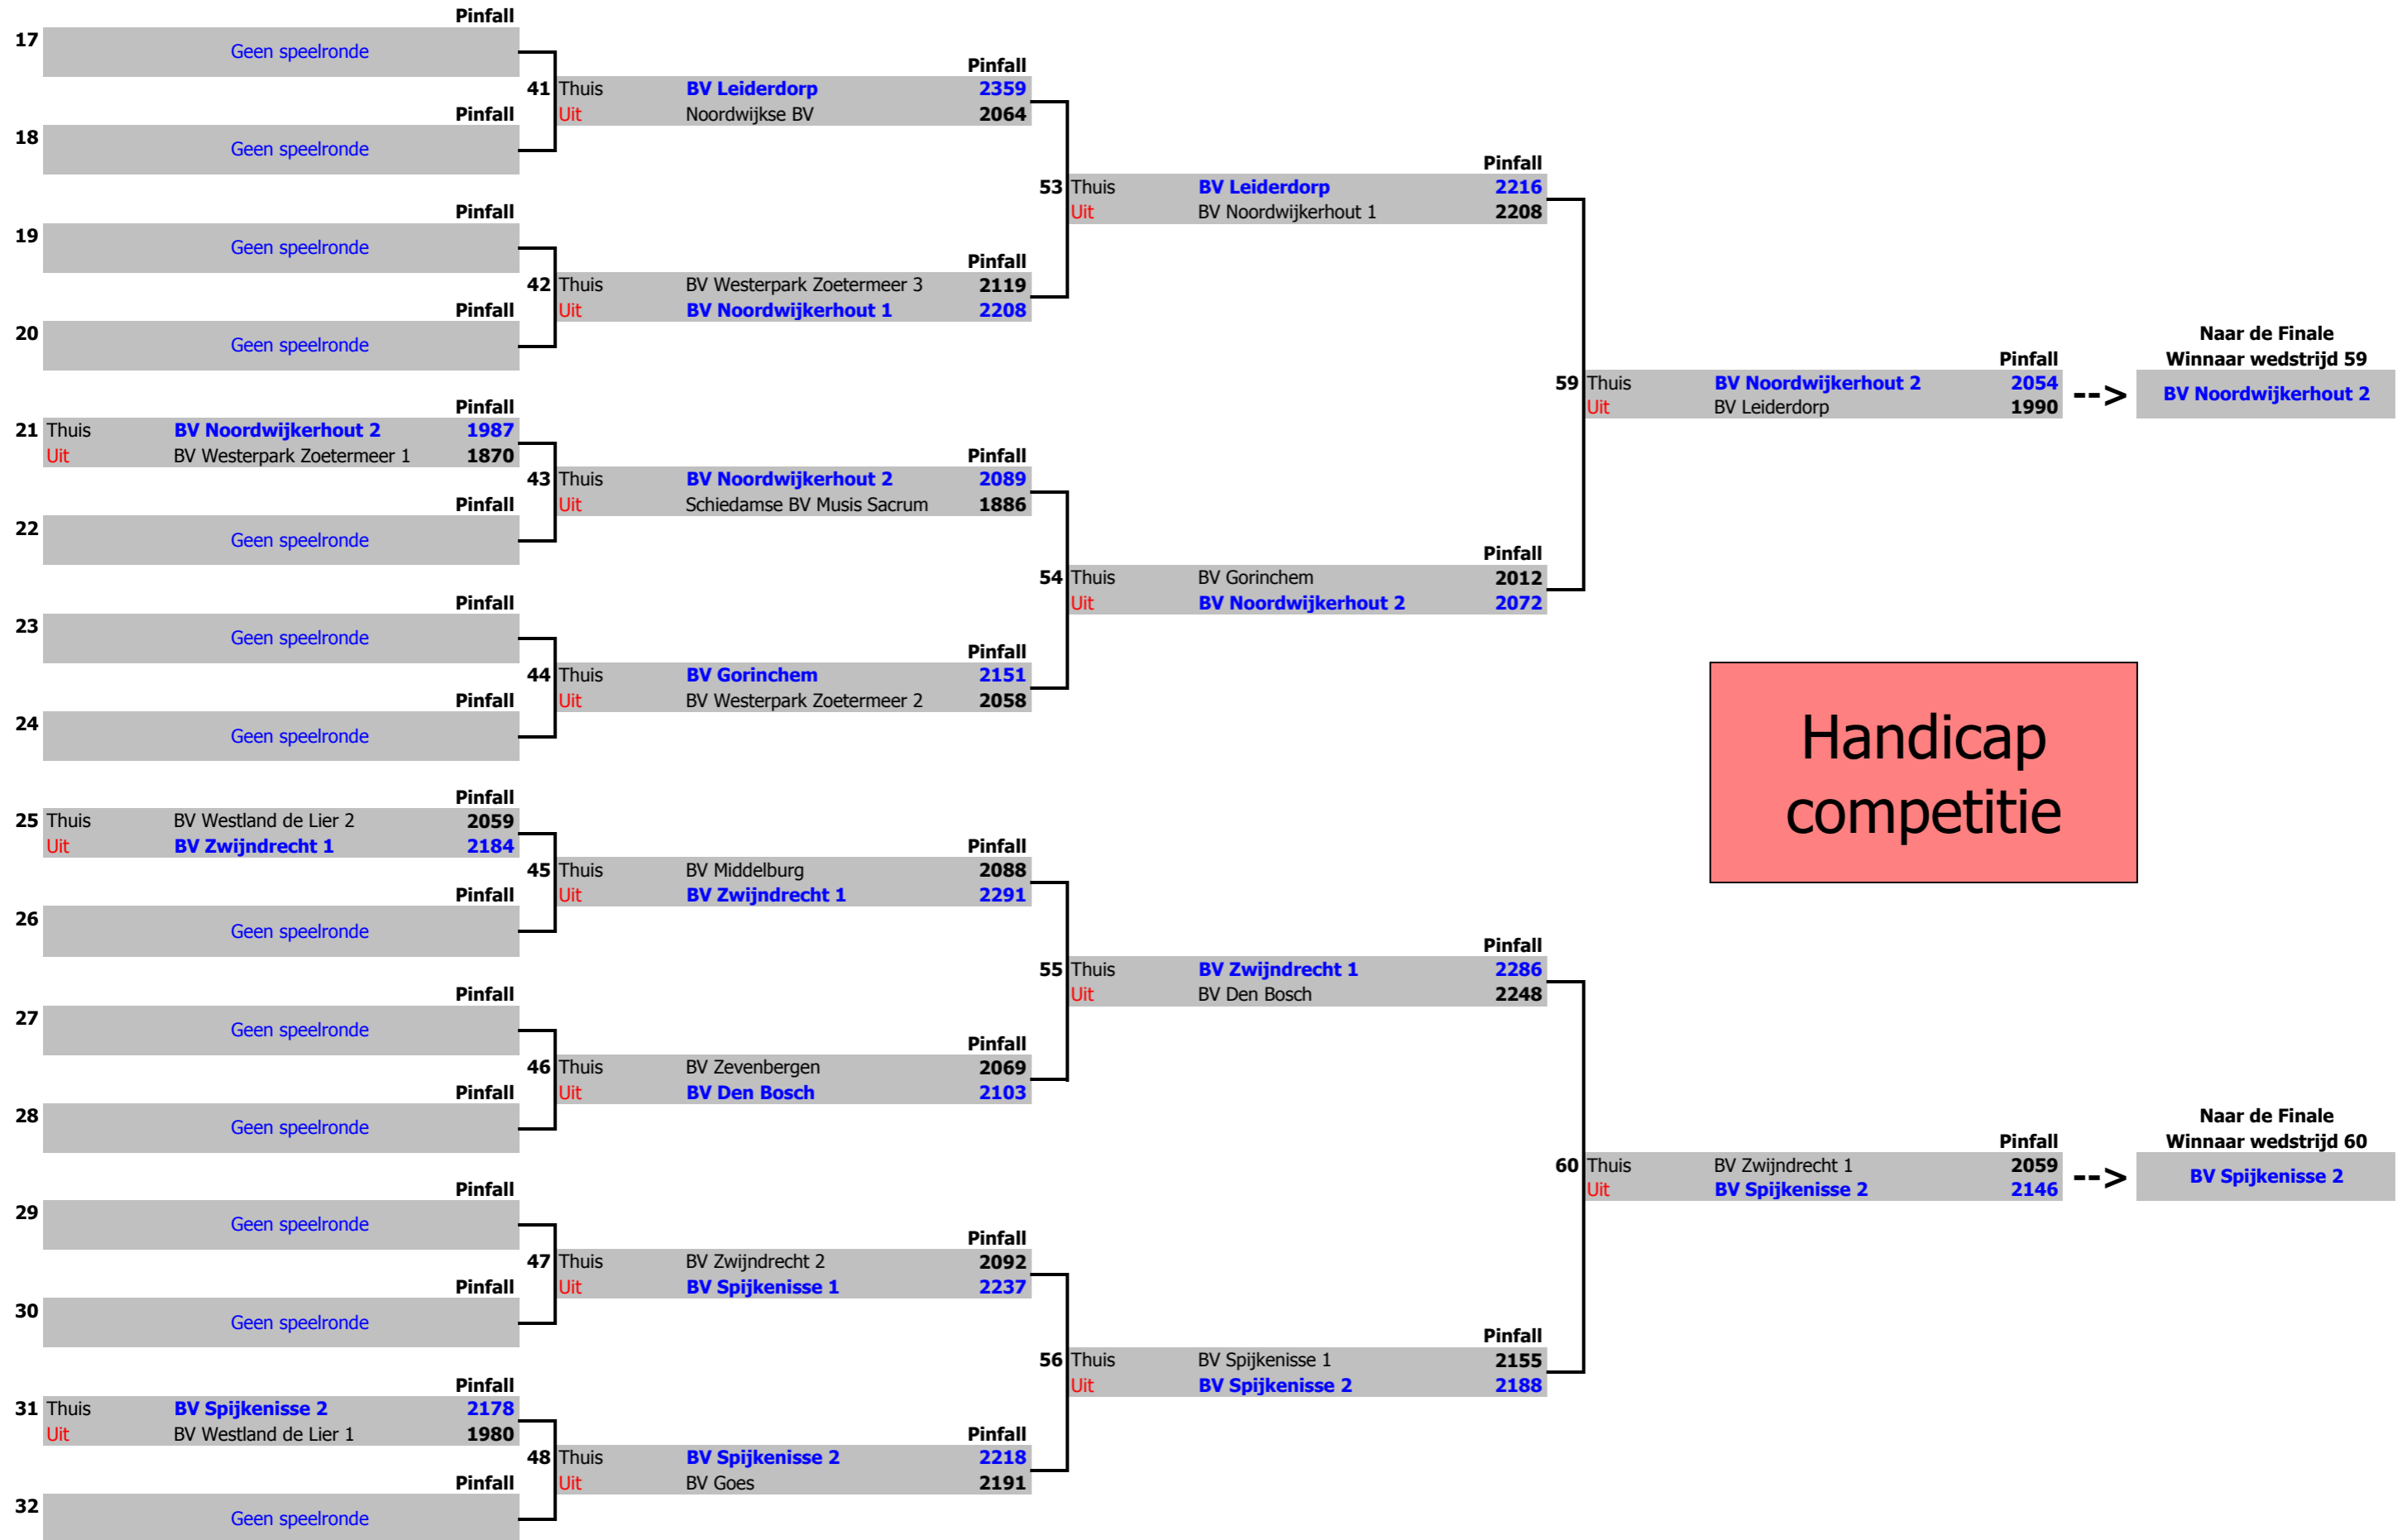 Pinfall
17
Geen speelronde
Pinfall
18
Geen speelronde
Pinfall
19
Geen speelronde
Pinfall
20
Geen speelronde
Pinfall
21 Thuis BV Noordwijkerhout 2 1987
Uit BV Westerpark Zoetermeer 1 1870
Pinfall
22
Geen speelronde
Pinfall
23
Geen speelronde
Pinfall
24
Geen speelronde
Pinfall
25 Thuis BV Westland de Lier 2 2059
Uit BV Zwijndrecht 1 2184
Pinfall
26
Geen speelronde
Pinfall
27
Geen speelronde
Pinfall
28
Geen speelronde
Pinfall
29
Geen speelronde
Pinfall
30
Geen speelronde
Pinfall
31 Thuis BV Spijkenisse 2 2178
Uit BV Westland de Lier 1 1980
Pinfall
32
Geen speelronde
Pinfall
41 Thuis BV Leiderdorp 2359
Uit Noordwijkse BV 2064
Pinfall
42 Thuis BV Westerpark Zoetermeer 3 2119
Uit BV Noordwijkerhout 1 2208
Pinfall
43 Thuis BV Noordwijkerhout 2 2089
Uit Schiedamse BV Musis Sacrum 1886
Pinfall
44 Thuis BV Gorinchem 2151
Uit BV Westerpark Zoetermeer 2 2058
Pinfall
45 Thuis BV Middelburg 2088
Uit BV Zwijndrecht 1 2291
Pinfall
46 Thuis BV Zevenbergen 2069
Uit BV Den Bosch 2103
Pinfall
47 Thuis BV Zwijndrecht 2 2092
Uit BV Spijkenisse 1 2237
Pinfall
48 Thuis BV Spijkenisse 2 2218
Uit BV Goes 2191
Pinfall
53 Thuis BV Leiderdorp 2216
Uit BV Noordwijkerhout 1 2208
Pinfall
54 Thuis BV Gorinchem 2012
Uit BV Noordwijkerhout 2 2072
Pinfall
55 Thuis BV Zwijndrecht 1 2286
Uit BV Den Bosch 2248
Pinfall
56 Thuis BV Spijkenisse 1 2155
Uit BV Spijkenisse 2 2188
Pinfall
59 Thuis BV Noordwijkerhout 2 2054 -->
Uit BV Leiderdorp 1990
Naar de Finale
Winnaar wedstrijd 59
BV Noordwijkerhout 2
Handicap
competitie
Pinfall
60 Thuis BV Zwijndrecht 1 2059 -->
Uit BV Spijkenisse 2 2146
Naar de Finale
Winnaar wedstrijd 60
BV Spijkenisse 2